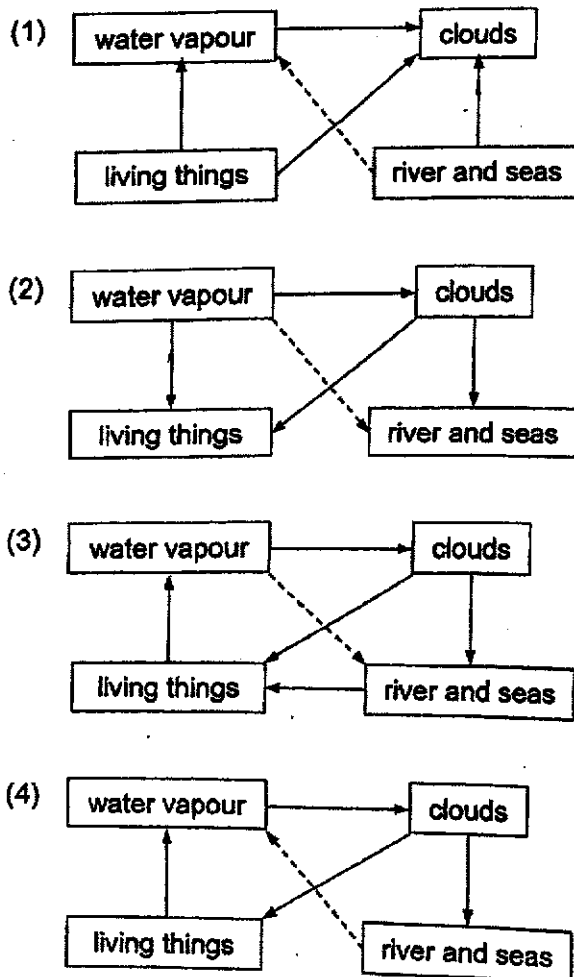 (1) water vapour clouds
living things river and seas
(2) water vapour clouds
living things river and seas
(3) water vapour clouds
living things river and seas
(4) water vapour clouds
living things river and seas